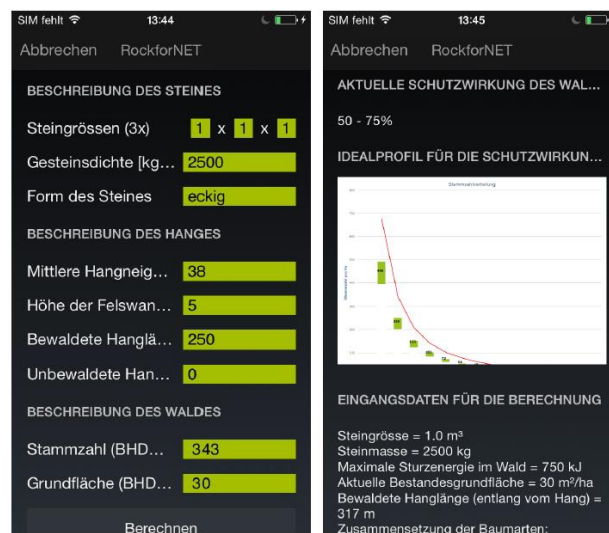 SIM fehlt 13:44
Abbrechen RockforNET
BESCHREIBUNG DES STEINES
Steingrössen (3x) 1 x 1 x 1
Gesteinsdichte [kg... 2500
Form des Steines eckig
BESCHREIBUNG DES HANGES
Mittlere Hangneig... 38
Höhe der Felswan... 5
Bewaldete Hanglä... 250
Unbewaldete Han... 0
BESCHREIBUNG DES WALDES
Stammzahl (BHD... 343
Grundfläche (BHD... 30
Berechnen
SIM fehlt 13:45
Abbrechen RockforNET
AKTUELLE SCHUTZWIRKUNG DES WAL...
50 - 75%
IDEALPROFIL FÜR DIE SCHUTZWIRKUN...
Stammzahlverteilung
EINGANGSDATEN FÜR DIE BERECHNUNG
Steingrösse = 1.0 m³
Steinmasse = 2500 kg
Maximale Sturzenergie im Wald = 750 kJ
Aktuelle Bestandesgrundfläche = 30 m²/ha
Bewaldete Hanglänge (entlang vom Hang) =
317 m
Zusammensetzung der Baumarten: